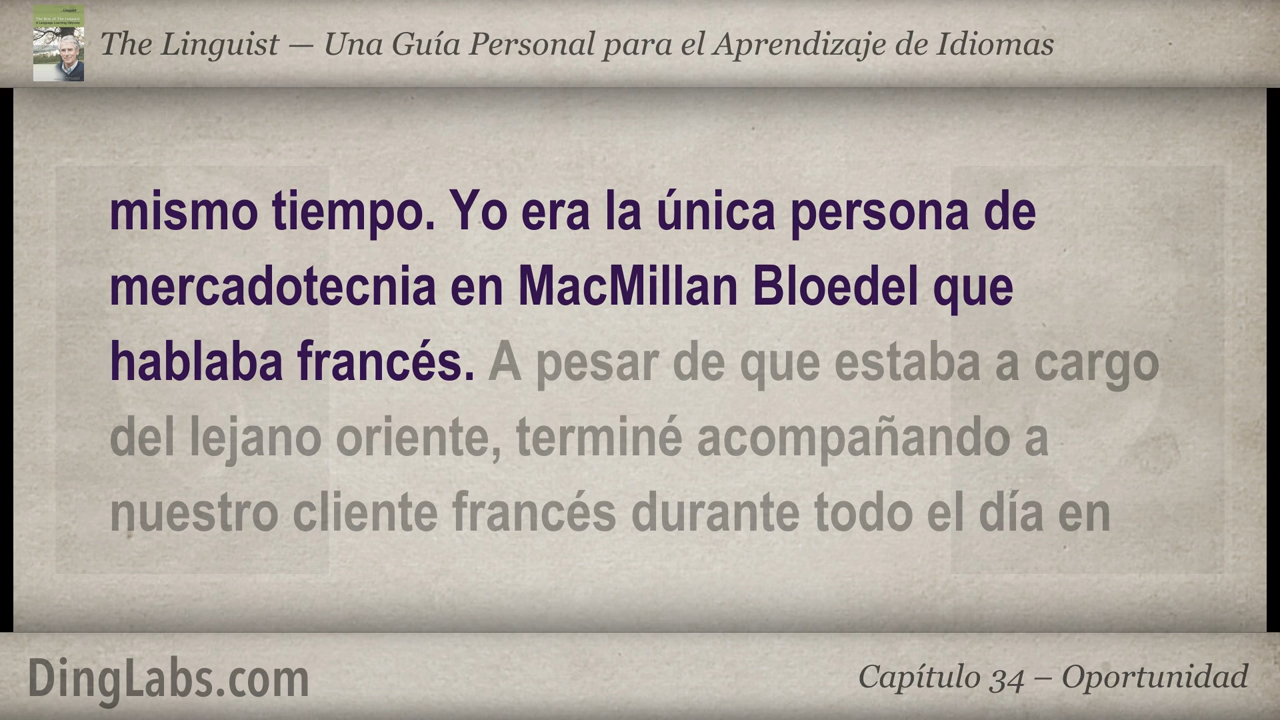 The Linguist — Una Guía Personal para el Aprendizaje de Idiomas
mismo tiempo. Yo era la única persona de
mercadotecnia en MacMillan Bloedel que
hablaba francés. A pesar de que estaba a cargo
del lejano oriente, terminé acompañando a
nuestro cliente francés durante todo el día en
DingLabs.com
Capítulo 34 – Oportunidad